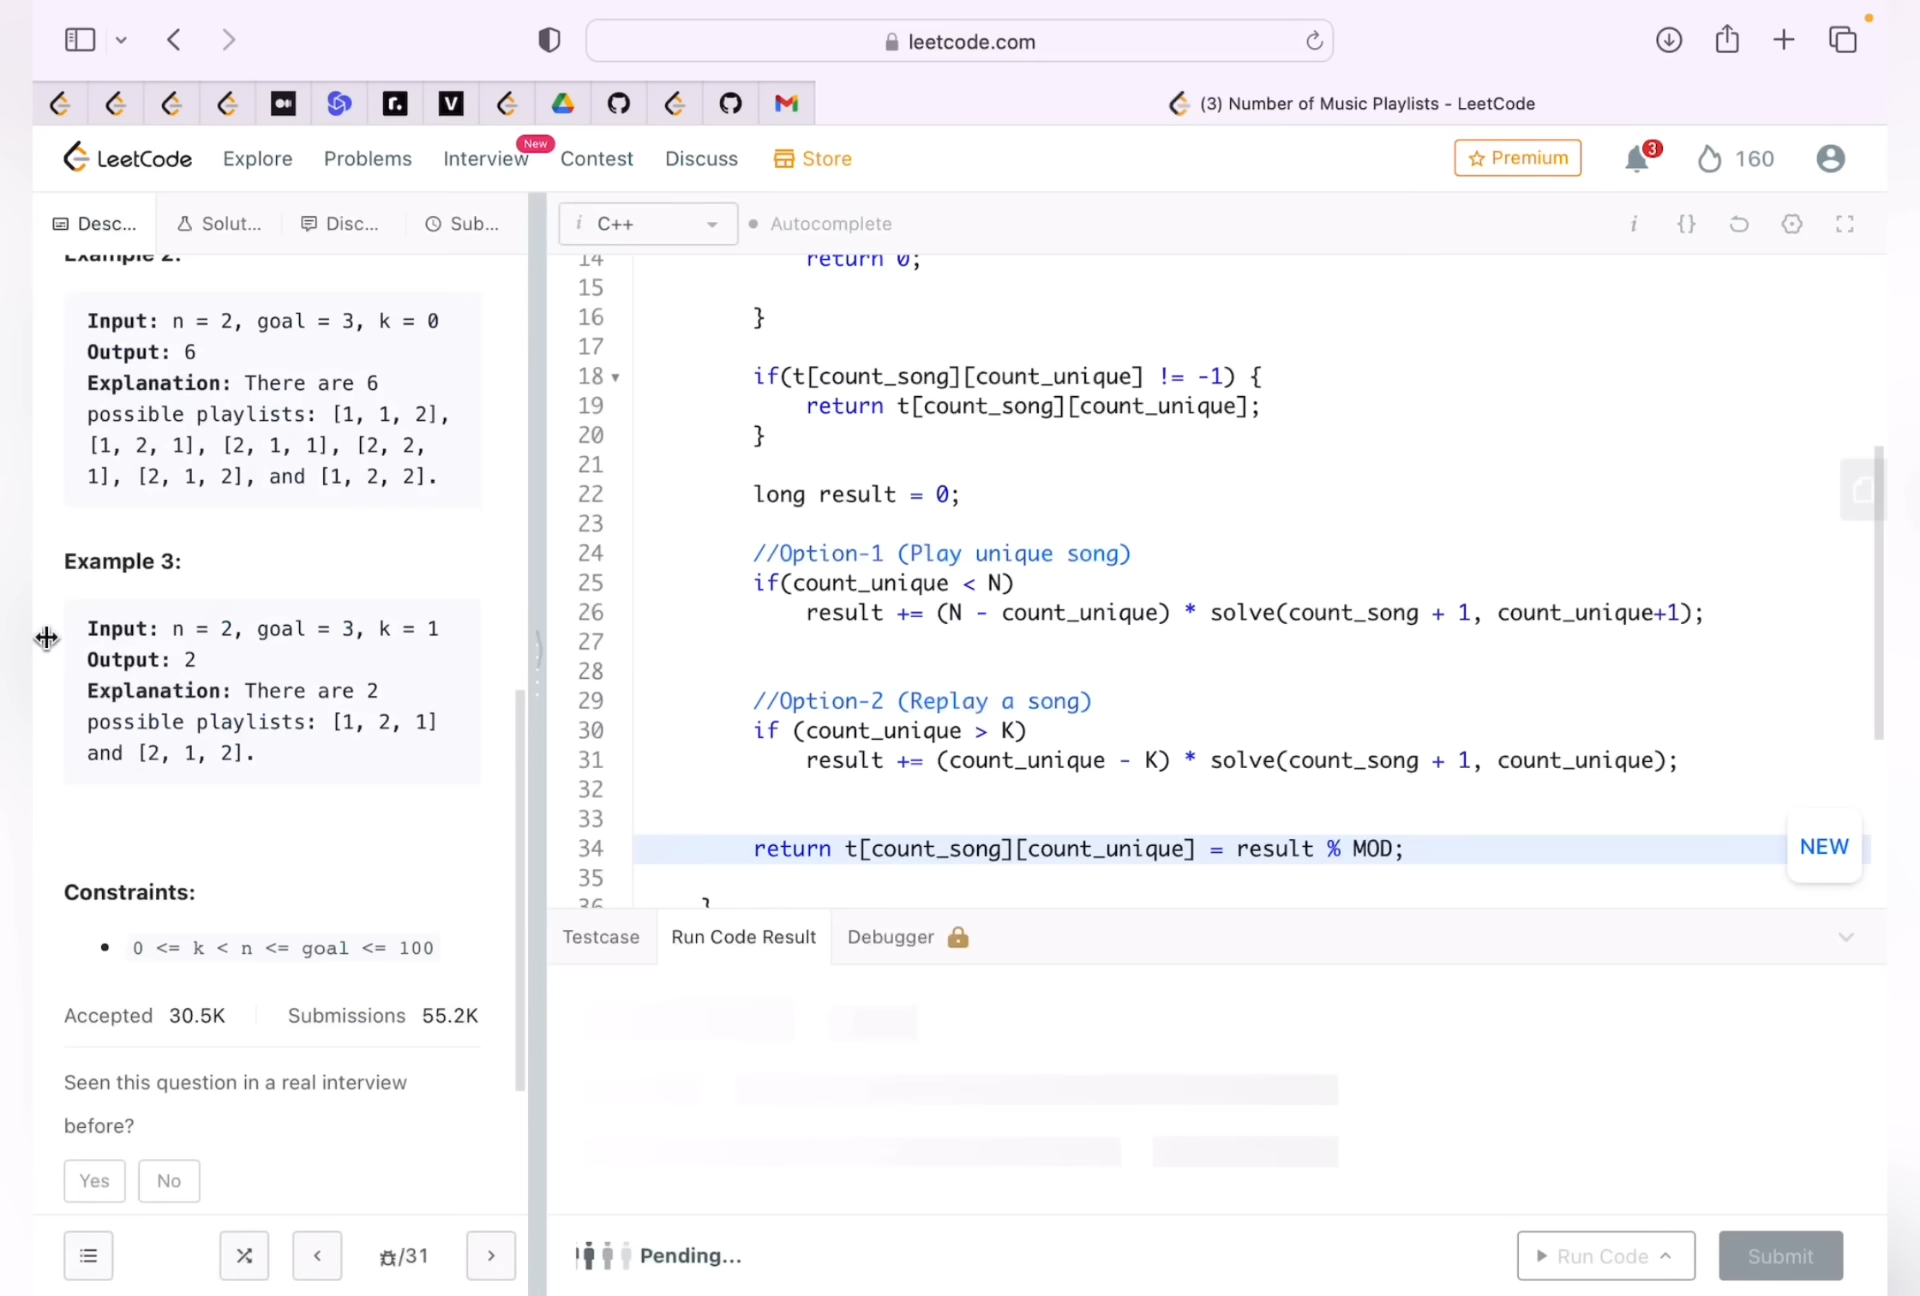 leetcode.com
(3) Number of Music Playlists - LeetCode
LeetCode Explore Problems Interview New Contest Discuss Store
Premium 3 160
Desc... Solut... Disc... Sub...
i C++ Autocomplete
Example 2:
Input: n = 2, goal = 3, k = 0
Output: 6
Explanation: There are 6
possible playlists: [1, 1, 2],
[1, 2, 1], [2, 1, 1], [2, 2,
1], [2, 1, 2], and [1, 2, 2].
Example 3:
Input: n = 2, goal = 3, k = 1
Output: 2
Explanation: There are 2
possible playlists: [1, 2, 1]
and [2, 1, 2].
Constraints:
0 <= k < n <= goal <= 100
Accepted 30.5K Submissions 55.2K
Seen this question in a real interview
before?
Yes No
/31
14 return 0;
15
16 }
17
18 if(t[count_song][count_unique] != -1) {
19 return t[count_song][count_unique];
20 }
21
22 long result = 0;
23
24 //Option-1 (Play unique song)
25 if(count_unique < N)
26 result += (N - count_unique) * solve(count_song + 1, count_unique+1);
27
28
29 //Option-2 (Replay a song)
30 if (count_unique > K)
31 result += (count_unique - K) * solve(count_song + 1, count_unique);
32
33
34 return t[count_song][count_unique] = result % MOD;
35
36 }
NEW
Testcase Run Code Result Debugger
Pending...
Run Code Submit